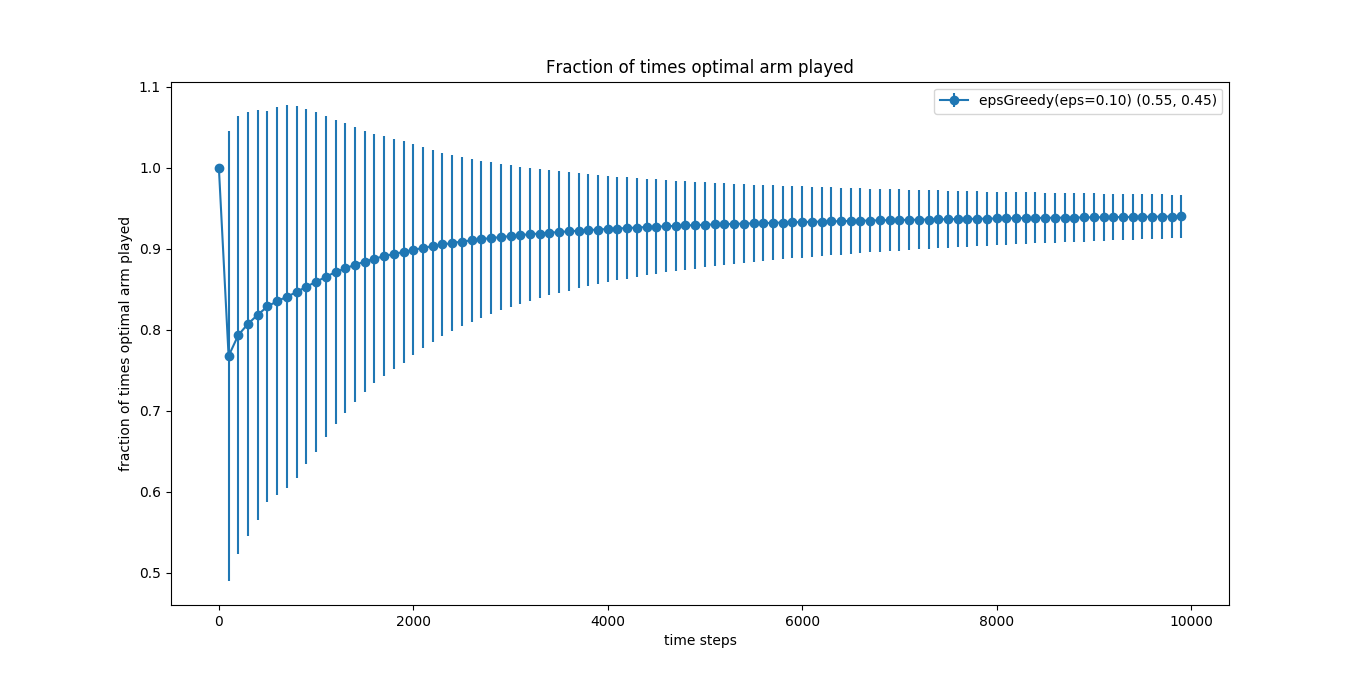 Fraction of times optimal arm played
epsGreedy(eps=0.10) (0.55, 0.45)
fraction of times optimal arm played
1.1
1.0
0.9
0.8
0.7
0.6
0.5
0 2000 4000 6000 8000 10000
time steps